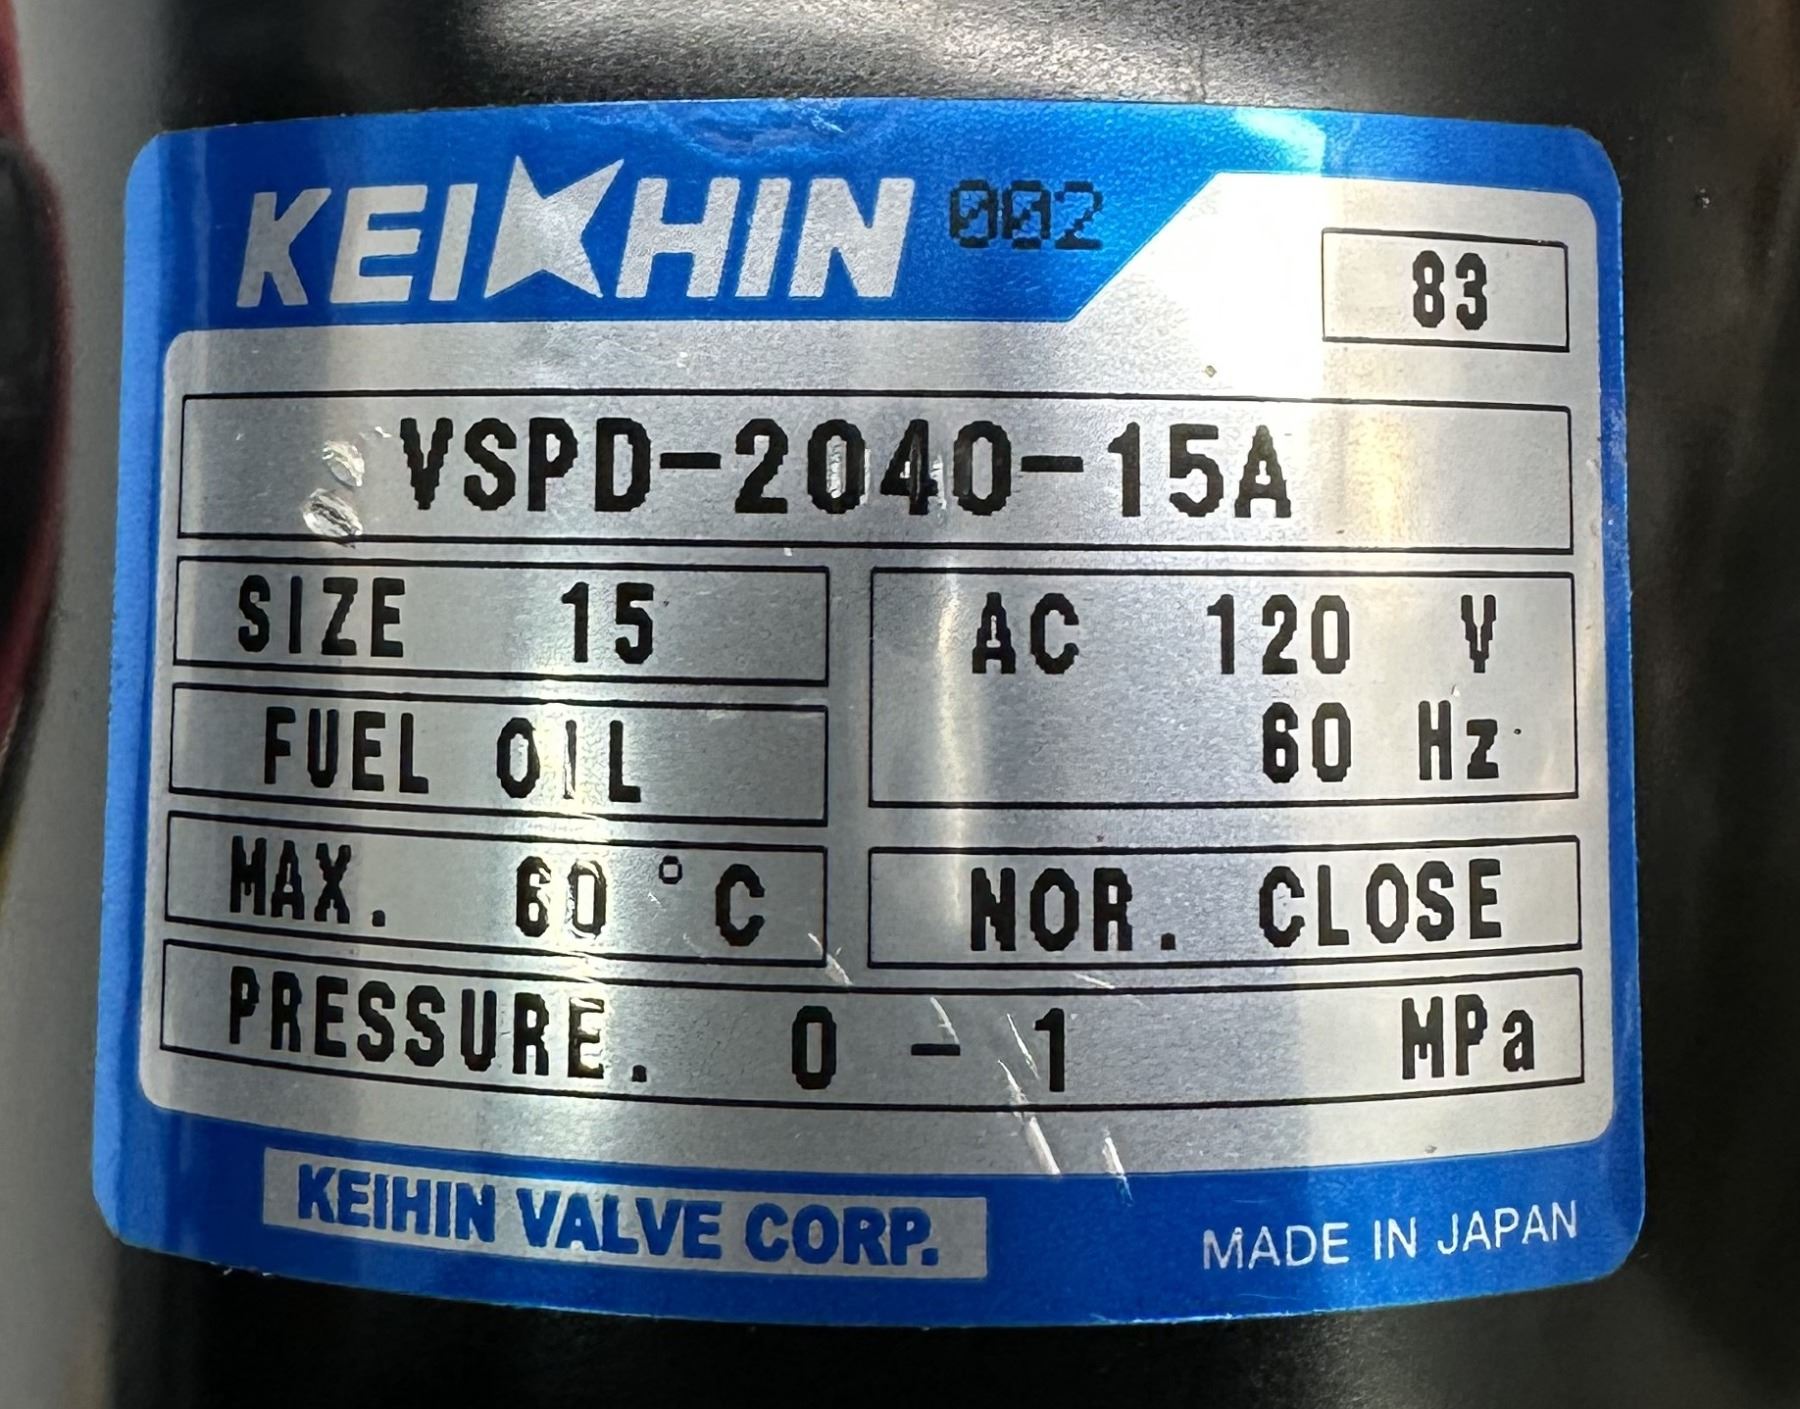 KEIHIN 002
83
VSPD-2040-15A
SIZE 15
AC 120 V
60 Hz
FUEL OIL
MAX. 60 °C
NOR. CLOSE
PRESSURE. 0 - 1 MPa
KEIHIN VALVE CORP.
MADE IN JAPAN